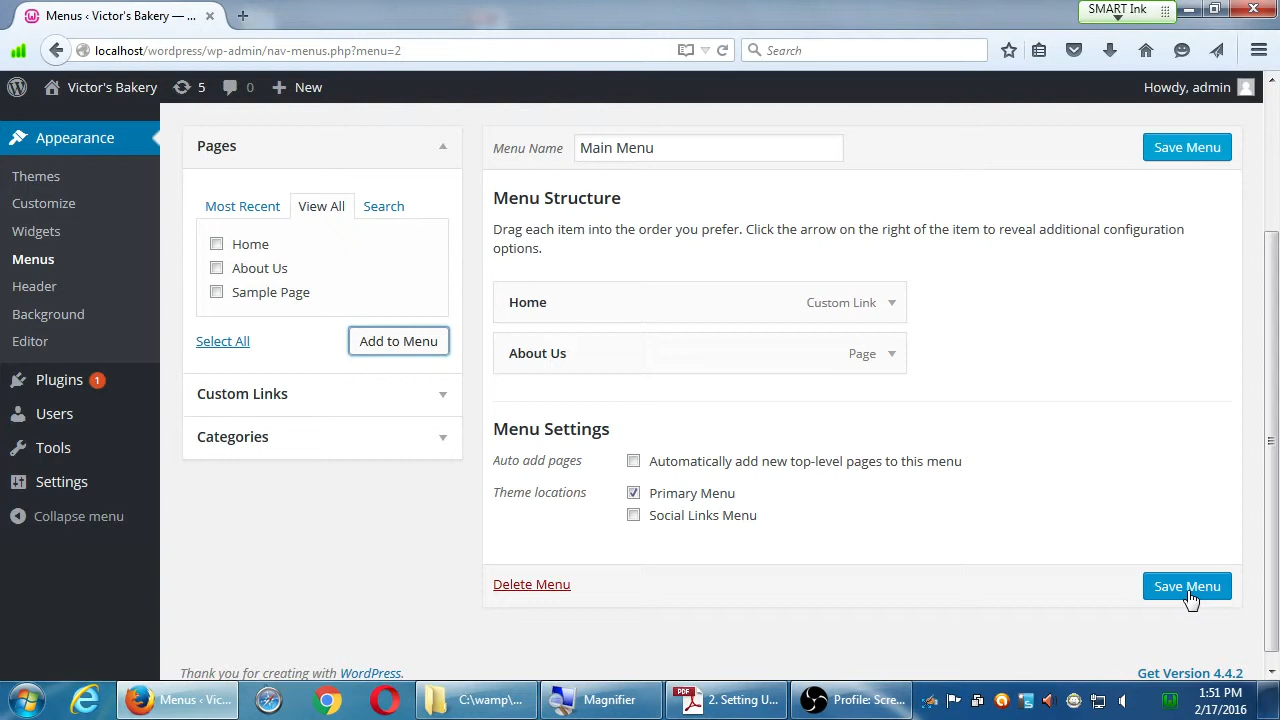 Menus ‹ Victor's Bakery — ...
SMART Ink
localhost/wordpress/wp-admin/nav-menus.php?menu=2
Search
Victor's Bakery
5
0
New
Howdy, admin
Appearance
Themes
Customize
Widgets
Menus
Header
Background
Editor
Plugins 1
Users
Tools
Settings
Collapse menu
Pages
Most Recent
View All
Search
Home
About Us
Sample Page
Select All
Add to Menu
Custom Links
Categories
Menu Name
Main Menu
Save Menu
Menu Structure
Drag each item into the order you prefer. Click the arrow on the right of the item to reveal additional configuration
options.
Home
Custom Link
About Us
Page
Menu Settings
Auto add pages
Automatically add new top-level pages to this menu
Theme locations
Primary Menu
Social Links Menu
Delete Menu
Save Menu
Thank you for creating with WordPress.
Get Version 4.4.2
Menus ‹ Vic...
C:\wamp\...
Magnifier
PDF
2. Setting U...
Profile: Scre...
1:51 PM
2/17/2016